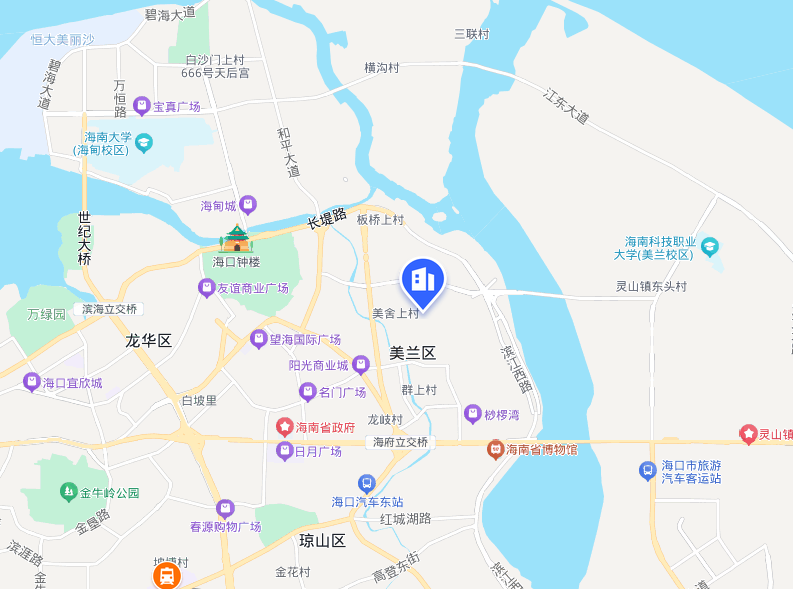 碧海大道
恒大美丽沙
三联村
白沙门上村
666号天后宫
横沟村
碧海大道
万恒路
江东大道
宝真广场
和平大道
海南大学
(海甸校区)
海甸城
世纪大桥
长堤路
板桥上村
海南科技职业
大学(美兰校区)
海口钟楼
友谊商业广场
灵山村东头村
万绿园
滨海立交桥
美舍上村
龙华区
望海国际广场
美兰区
滨江西路
阳光商业城
海口宜欣城
名门广场
群上村
白坡里
龙岐村
椤椤湾
海南省政府
灵山镇
海府立交桥
日月广场
海南省博物馆
海口市旅游
汽车客运站
金牛岭公园
海口汽车东站
金垦路
春源购物广场
红城湖路
琼山区
滨涯路
坡博村
金牛
金花村
高登东街
滨江
道